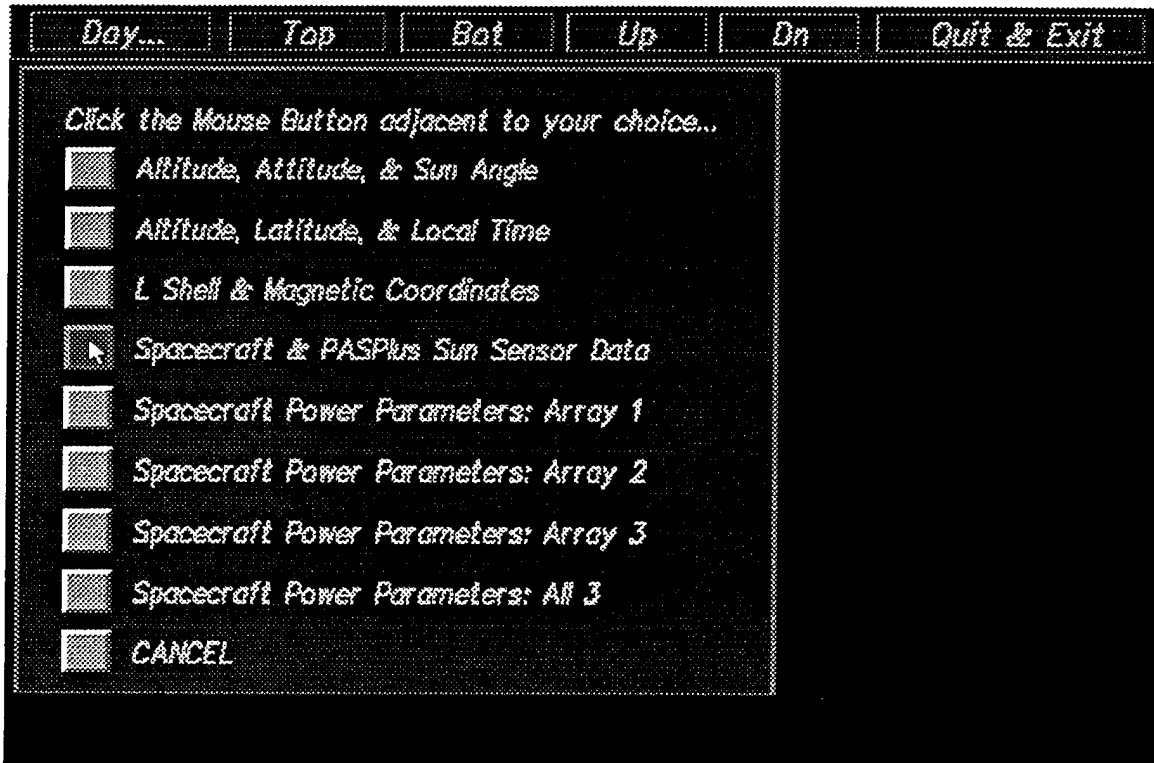 Day... Top Bot Up Dn Quit & Exit
Click the Mouse Button adjacent to your choice...
Altitude, Attitude, & Sun Angle
Altitude, Latitude, & Local Time
L Shell & Magnetic Coordinates
Spacecraft & PASPlus Sun Sensor Data
Spacecraft Power Parameters: Array 1
Spacecraft Power Parameters: Array 2
Spacecraft Power Parameters: Array 3
Spacecraft Power Parameters: All 3
CANCEL